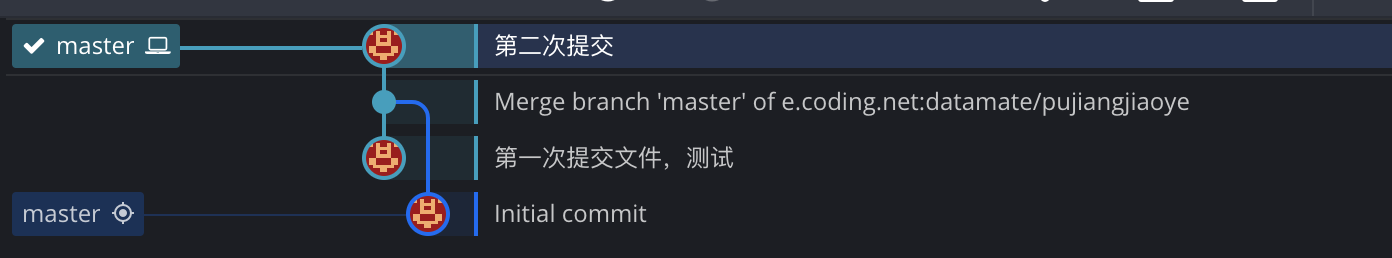 master 第二次提交
Merge branch 'master' of e.coding.net:datamate/pujiangjiaoye
第一次提交文件，测试
master Initial commit